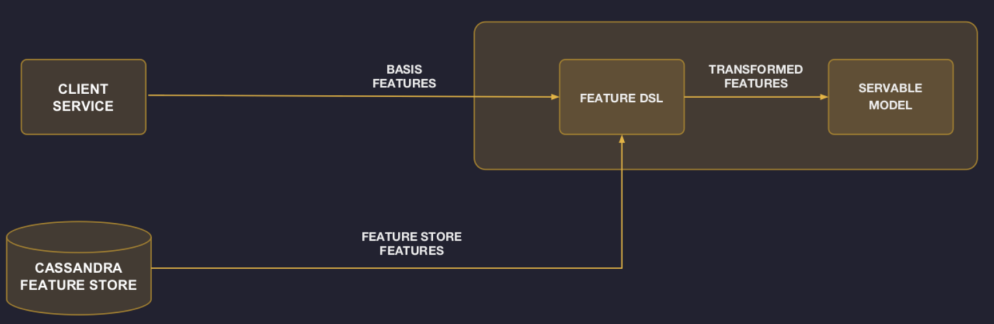 CLIENT
SERVICE
BASIS
FEATURES
FEATURE DSL
TRANSFORMED
FEATURES
SERVABLE
MODEL
FEATURE STORE
FEATURES
CASSANDRA
FEATURE STORE